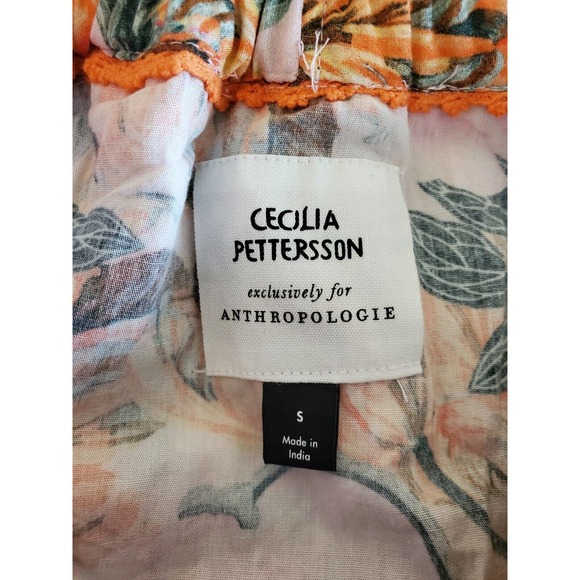 CECILIA
PETTERSSON
exclusively for
ANTHROPOLOGIE
S
Made in
India